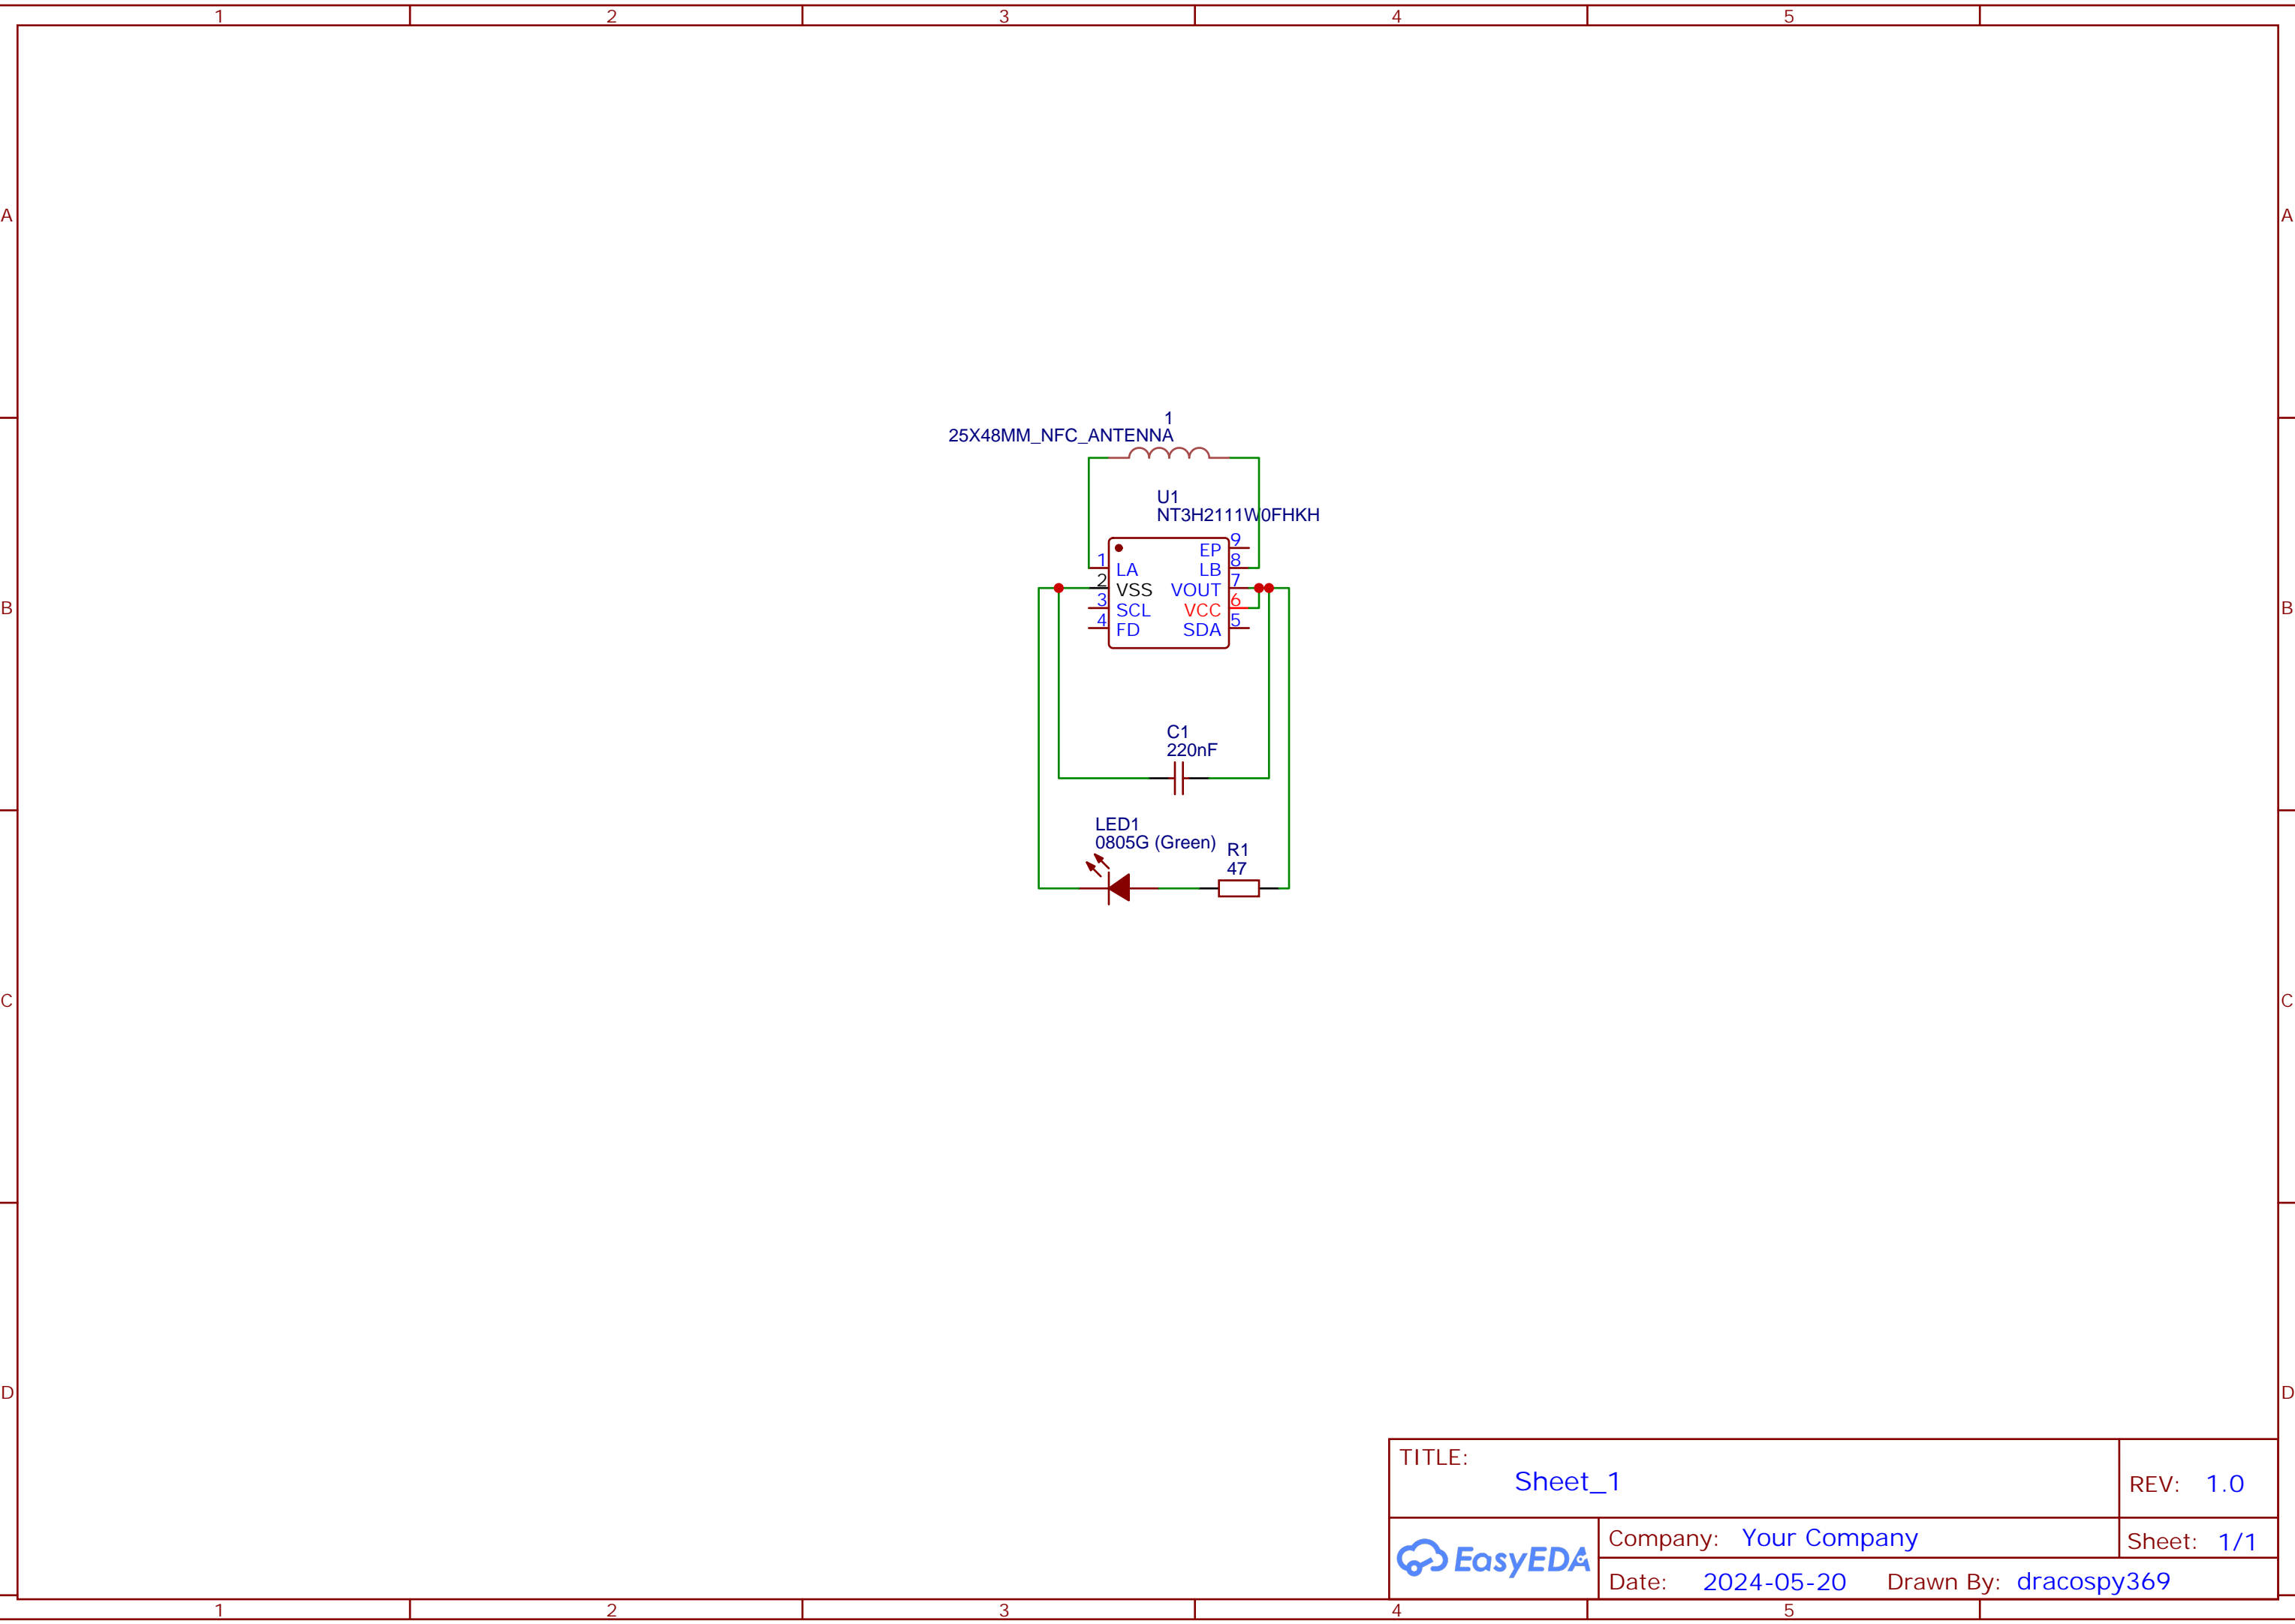 1 2 3 4 5
A A
1
25X48MM_NFC_ANTENNA
U1
NT3H2111W0FHKH
9
EP
1 8
LA LB
2 7
VSS VOUT
B B
3 6
SCL VCC
4 5
FD SDA
C1
220nF
LED1
0805G (Green)
R1
47
C C
D D
TITLE:
Sheet_1
REV: 1.0
EasyEDA
Company: Your Company
Sheet: 1/1
Date: 2024-05-20 Drawn By: dracospy369
1 2 3 4 5